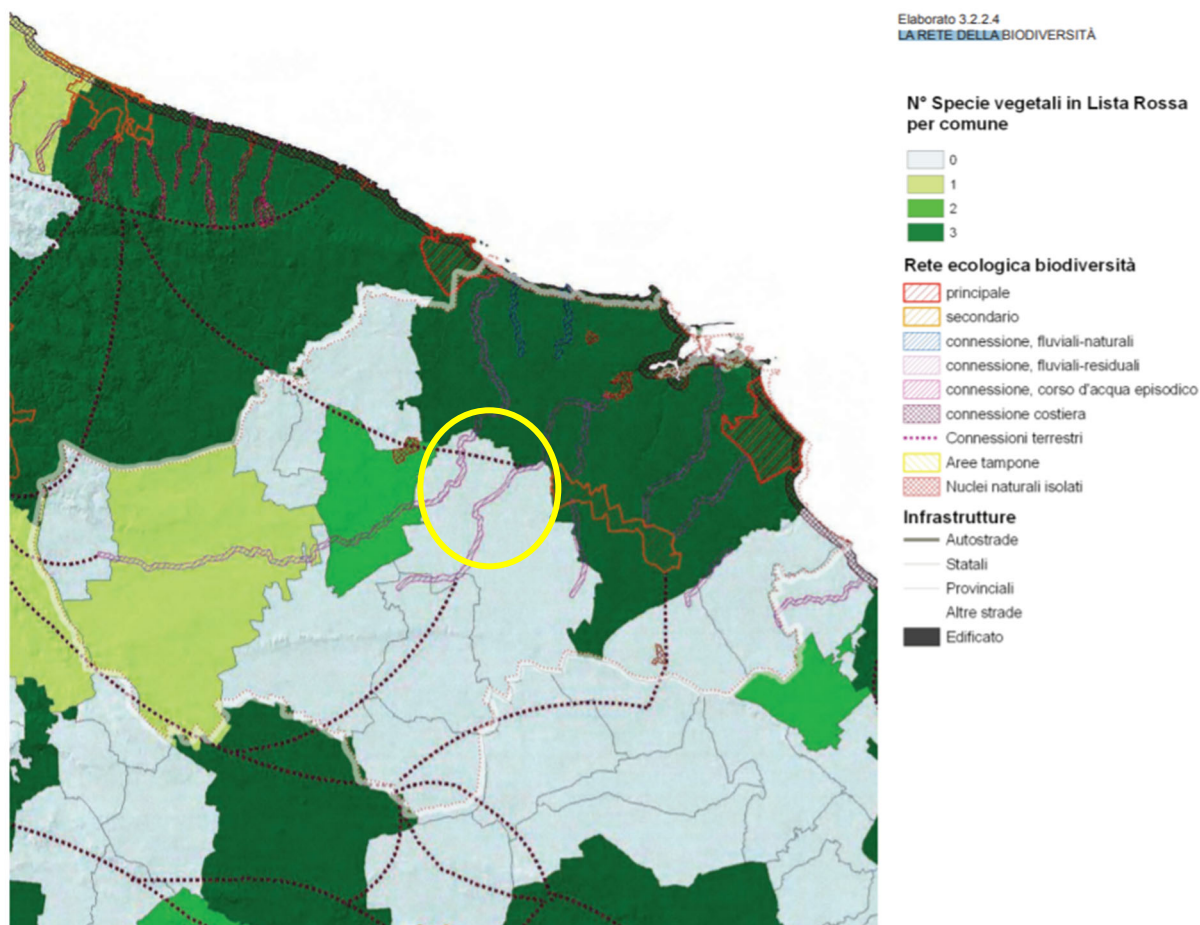 Elaborato 3.2.2.4
LA RETE DELLA BIODIVERSITÀ
N° Specie vegetali in Lista Rossa
per comune
0
1
2
3
Rete ecologica biodiversità
principale
secondario
connessione, fluviali-naturali
connessione, fluviali-residuali
connessione, corso d'acqua episodico
connessione costiera
Connessioni terrestri
Aree tampone
Nuclei naturali isolati
Infrastrutture
Autostrade
Statali
Provinciali
Altre strade
Edificato